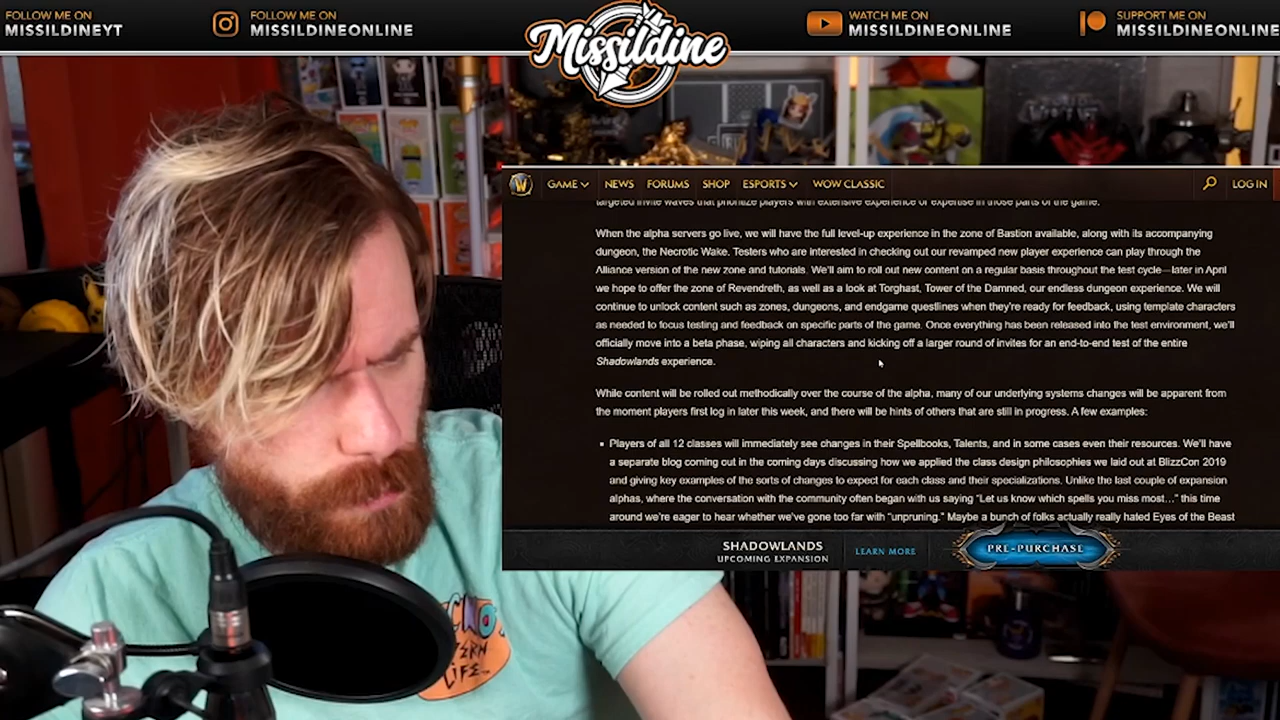 FOLLOW ME ON
MISSILDINEYT
FOLLOW ME ON
MISSILDINEONLINE
Missildine
WATCH ME ON
MISSILDINEONLINE
SUPPORT ME ON
MISSILDINEONLINE
GAME
NEWS
FORUMS
SHOP
ESPORTS
WOW CLASSIC
LOG IN
targeted invite waves that prioritize players with extensive experience or expertise in those parts of the game.
When the alpha servers go live, we will have the full level-up experience in the zone of Bastion available, along with its accompanying
dungeon, the Necrotic Wake. Testers who are interested in checking out our revamped new player experience can play through the
Alliance version of the new zone and tutorials. We'll aim to roll out new content on a regular basis throughout the test cycle—later in April
we hope to offer the zone of Revendreth, as well as a look at Torghast, Tower of the Damned, our endless dungeon experience. We will
continue to unlock content such as zones, dungeons, and endgame questlines when they're ready for feedback, using template characters
as needed to focus testing and feedback on specific parts of the game. Once everything has been released into the test environment, we'll
officially move into a beta phase, wiping all characters and kicking off a larger round of invites for an end-to-end test of the entire
Shadowlands experience.
While content will be rolled out methodically over the course of the alpha, many of our underlying systems changes will be apparent from
the moment players first log in later this week, and there will be hints of others that are still in progress. A few examples:
▪ Players of all 12 classes will immediately see changes in their Spellbooks, Talents, and in some cases even their resources. We'll have
a separate blog coming out in the coming days discussing how we applied the class design philosophies we laid out at BlizzCon 2019
and giving key examples of the sorts of changes to expect for each class and their specializations. Unlike the last couple of expansion
alphas, where the conversation with the community often began with us saying “Let us know which spells you miss most…” this time
around we're eager to hear whether we've gone too far with “unpruning.” Maybe a bunch of folks actually really hated Eyes of the Beast
SHADOWLANDS
UPCOMING EXPANSION
LEARN MORE
PRE-PURCHASE
LIFE